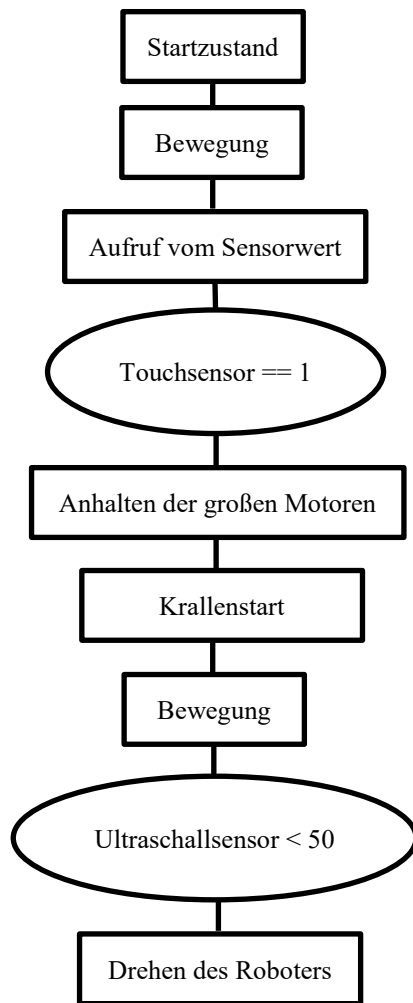 Startzustand
Bewegung
Aufruf vom Sensorwert
Touchsensor == 1
Anhalten der großen Motoren
Krallenstart
Bewegung
Ultraschallsensor < 50
Drehen des Roboters